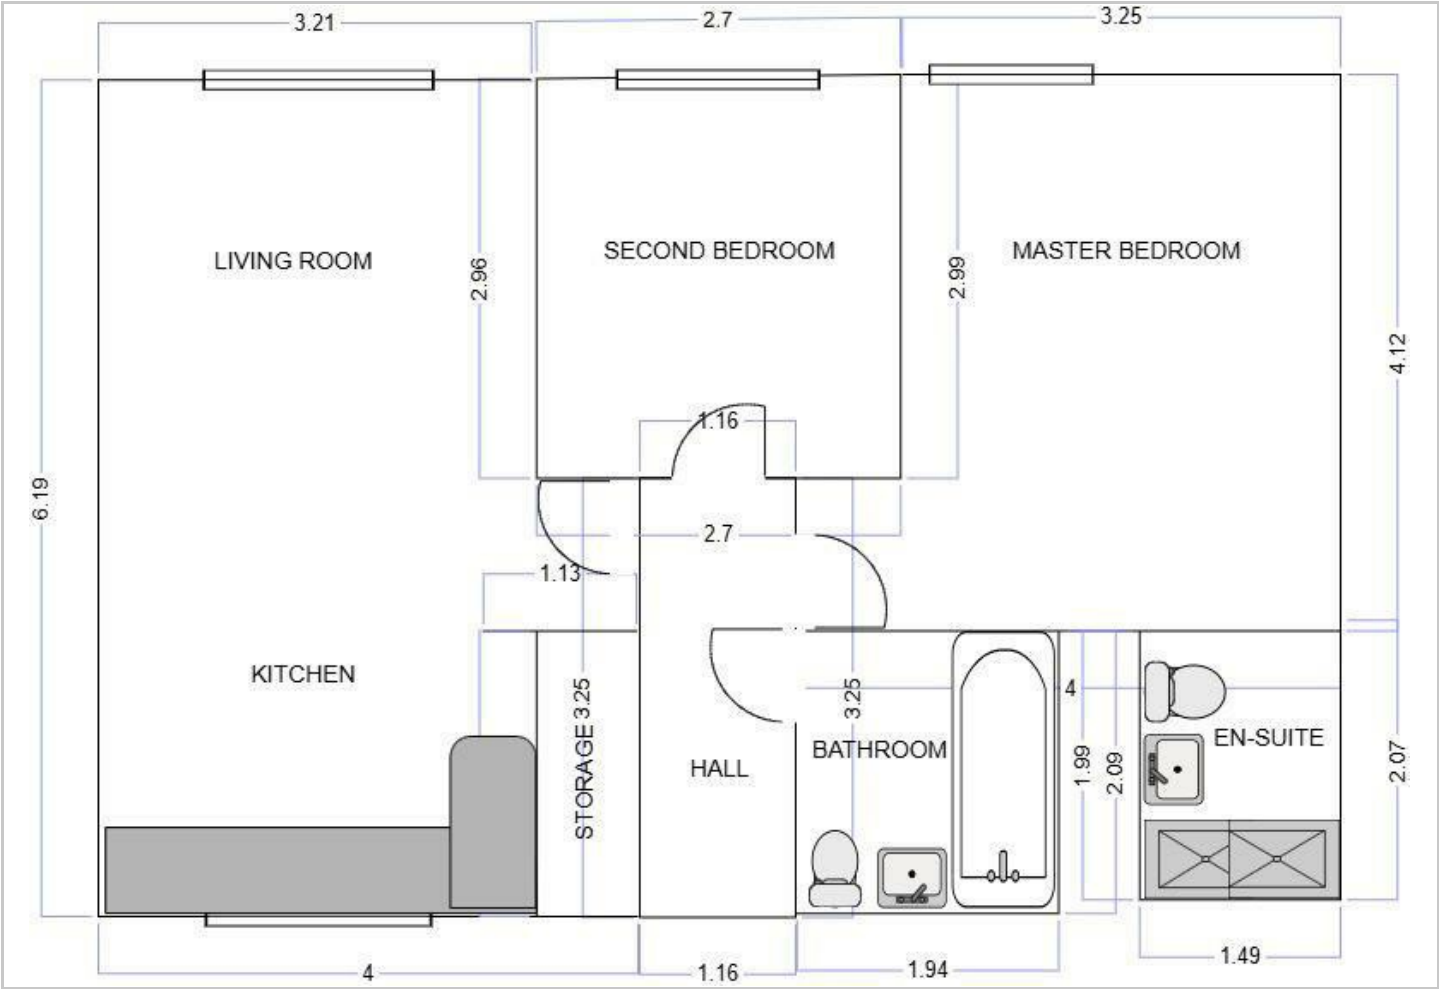 3.21
2.7
3.25
LIVING ROOM
SECOND BEDROOM
MASTER BEDROOM
2.96
2.99
4.12
1.16
6.19
2.7
1.13
KITCHEN
STORAGE 3.25
3.25
4
BATHROOM
EN-SUITE
HALL
1.99
2.09
2.07
4
1.16
1.94
1.49